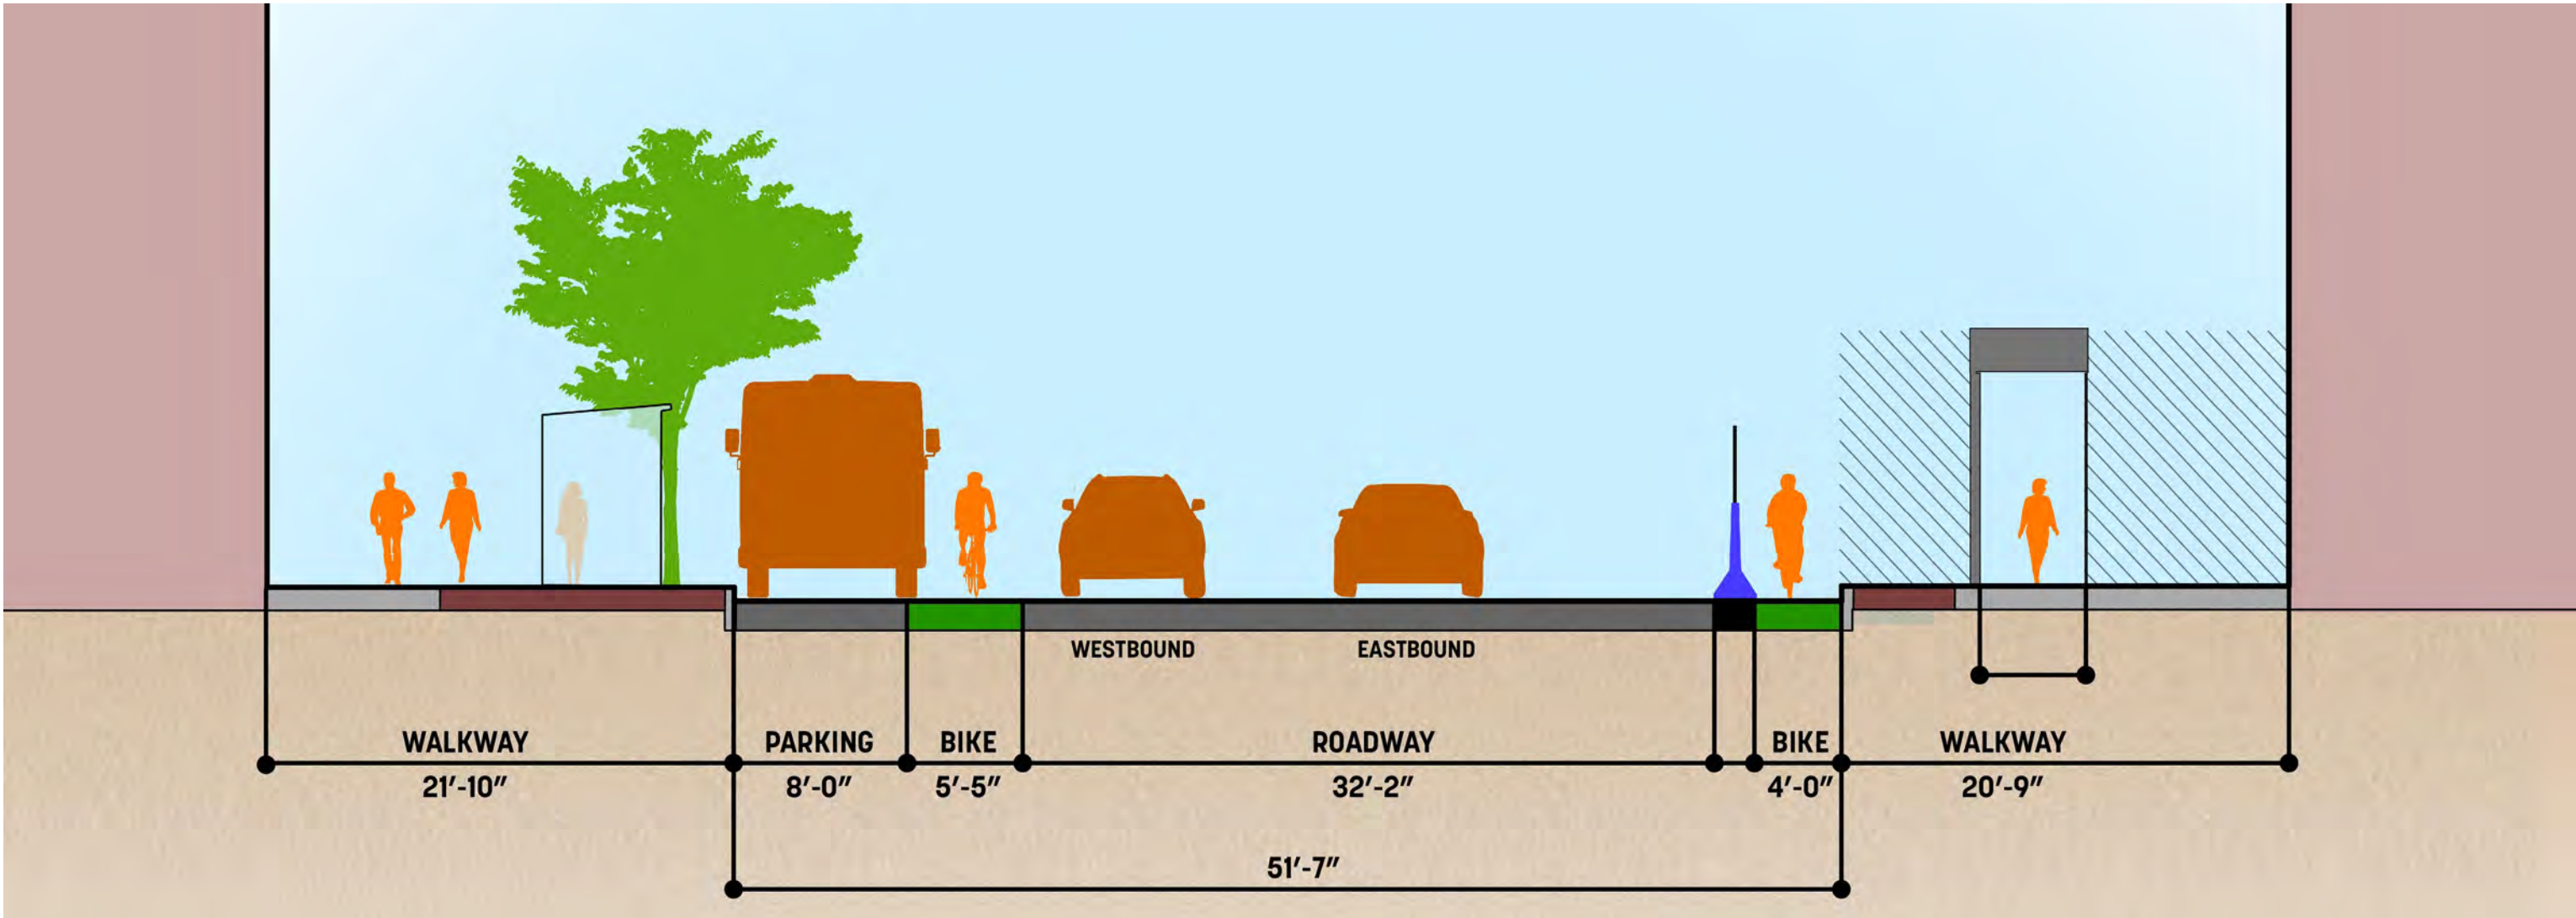 WESTBOUND EASTBOUND
WALKWAY PARKING BIKE ROADWAY BIKE WALKWAY
21′-10″ 8′-0″ 5′-5″ 32′-2″ 4′-0″ 20′-9″
51′-7″